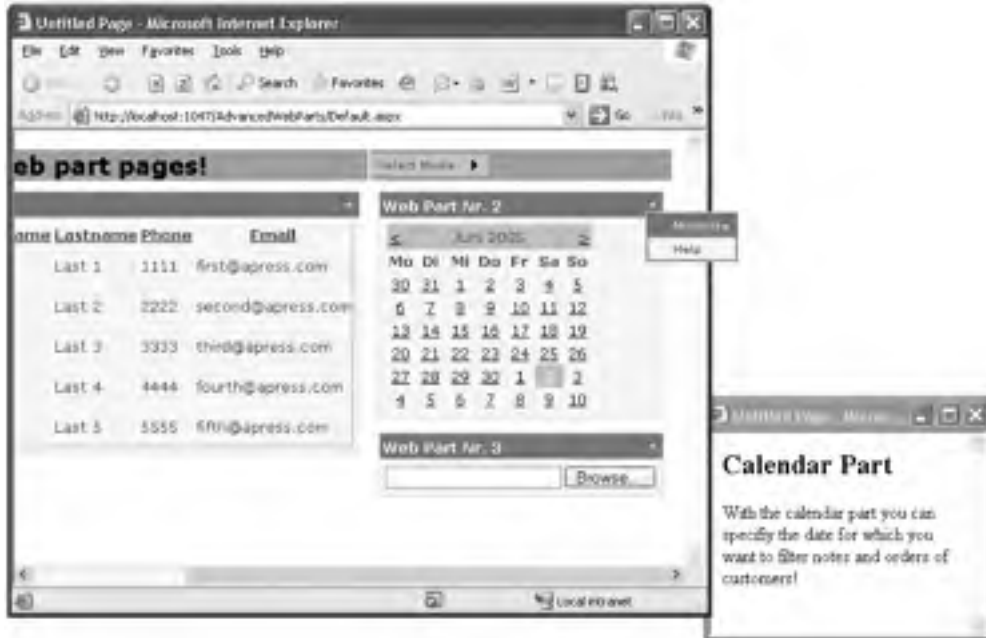 Untitled Page - Microsoft Internet Explorer
File Edit View Favorites Tools Help
Search Favorites
Address http://localhost:1047/AdvancedWebParts/Default.aspx Go
eb part pages!
Select Mode
Web Part Nr. 2
Minimize
Help
ame Lastname Phone Email
Last 1 1111 first@apress.com
Last 2 2222 second@apress.com
Last 3 3333 third@apress.com
Last 4 4444 fourth@apress.com
Last 5 5555 fifth@apress.com
< Juni 2005 >
Mo Di Mi Do Fr Sa So
30 31 1 2 3 4 5
6 7 8 9 10 11 12
13 14 15 16 17 18 19
20 21 22 23 24 25 26
27 28 29 30 1 3
4 5 6 7 8 9 10
Web Part Nr. 3
Browse...
Local intranet
Untitled Page - Micros...
Calendar Part
With the calendar part you can
specifiy the date for which you
want to filter notes and orders of
customers!